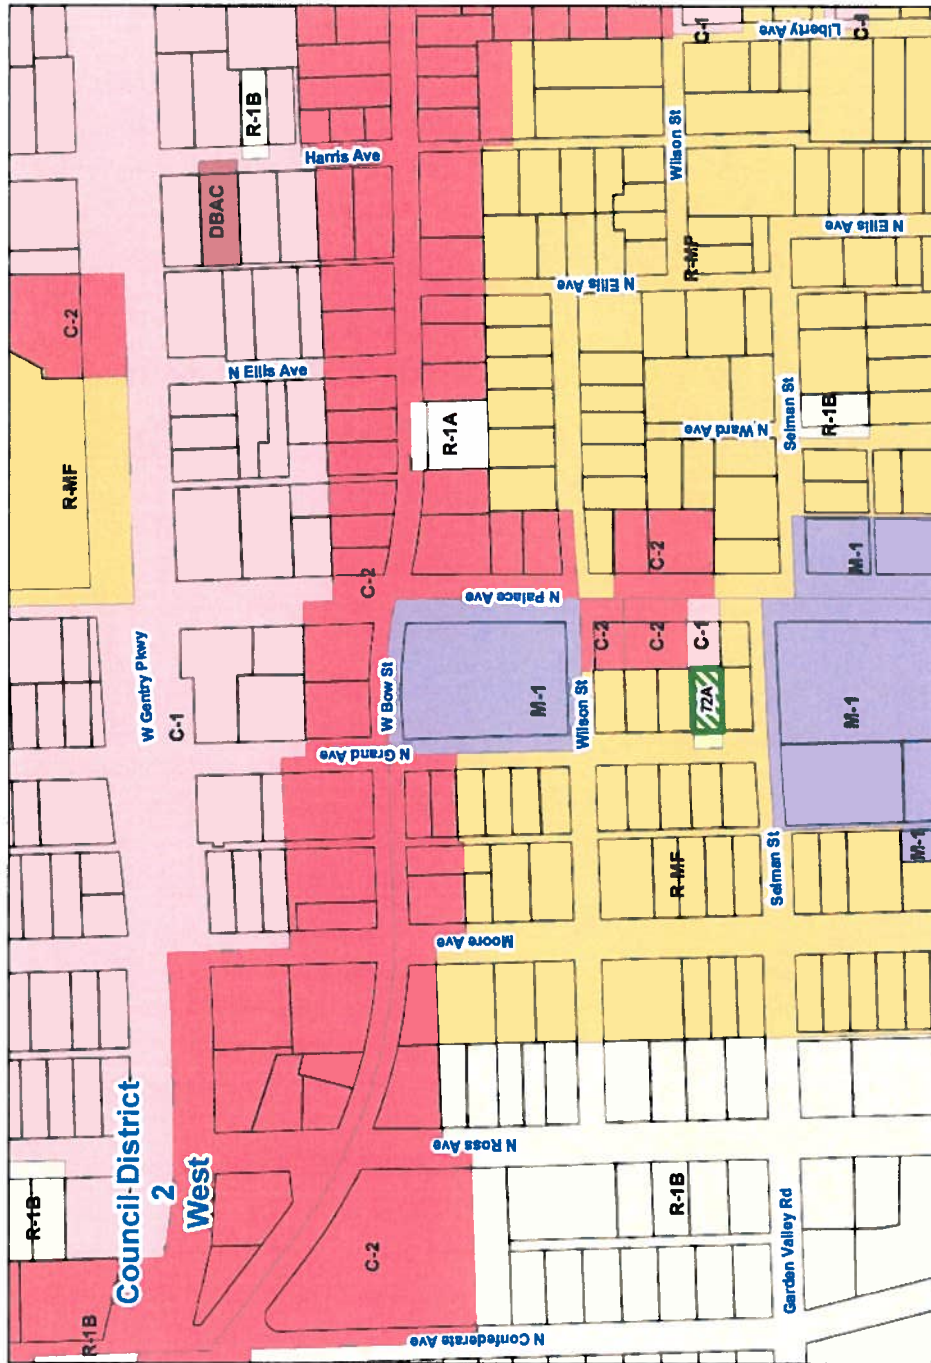 C-1
Liberty Ave
C-1
R-1B
Harris Ave
Wilson St
DBAC
N Ellis Ave
N Ellis Ave
R-MF
C-2
N Ellis Ave
N Ward Ave
Selman St
R-1B
R-1A
R-MF
C-2
C-2
M-1
N Palace Ave
W Gentry Pkwy
C-1
W Bow St
M-1
C-2
C-2
C-1
72A
Wilson St
N Grand Ave
M-1
Selman St
M-1
R-MF
Moore Ave
Council District
2
West
N Ross Ave
R-1B
R-1B
Garden Valley Rd
C-2
R-1B
N Confederate Ave